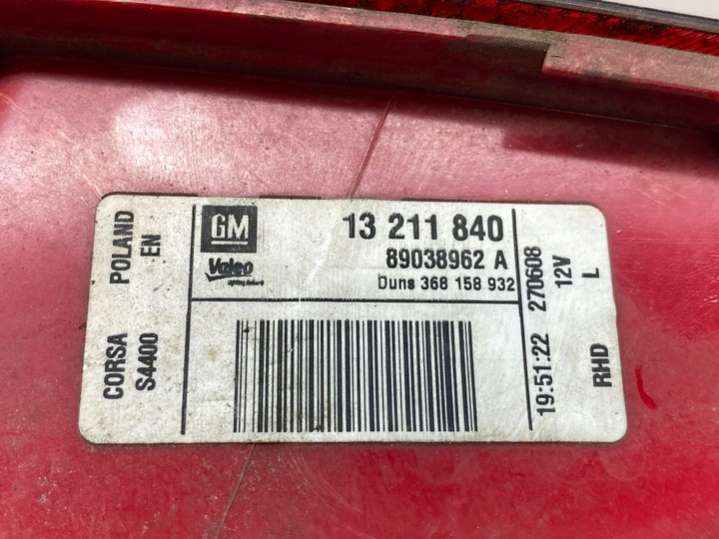 POLAND
EN
CORSA
S4400
GM
Valeo
13 211 840
89038962 A
Duns 368 158 932
19:51:22 270608
12V
L
RHD